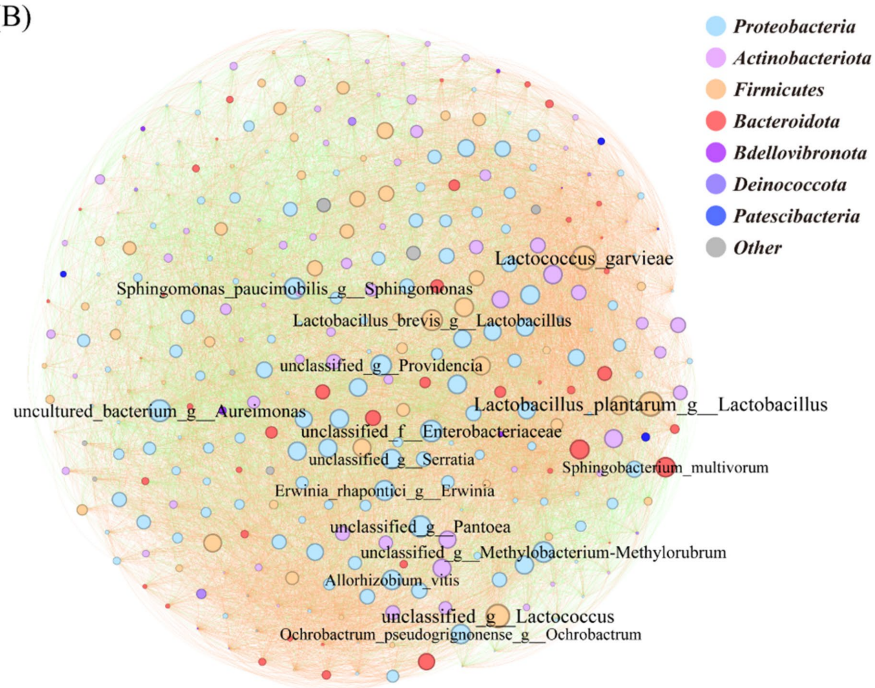 (B)
Proteobacteria
Actinobacteriota
Firmicutes
Bacteroidota
Bdellovibronota
Deinococcota
Patescibacteria
Other
Lactococcus_garvieae
Sphingomonas_paucimobilis_g__Sphingomonas
Lactobacillus_brevis_g__Lactobacillus
unclassified_g__Providencia
uncultured_bacterium_g__Aureimonas
Lactobacillus_plantarum_g__Lactobacillus
unclassified_f__Enterobacteriaceae
unclassified_g__Serratia
Sphingobacterium_multivorum
Erwinia_rhapontici_g__Erwinia
unclassified_g__Pantoea
unclassified_g__Methylobacterium-Methylorubrum
Allorhizobium_vitis
unclassified_g__Lactococcus
Ochrobactrum_pseudogrignonense_g__Ochrobactrum